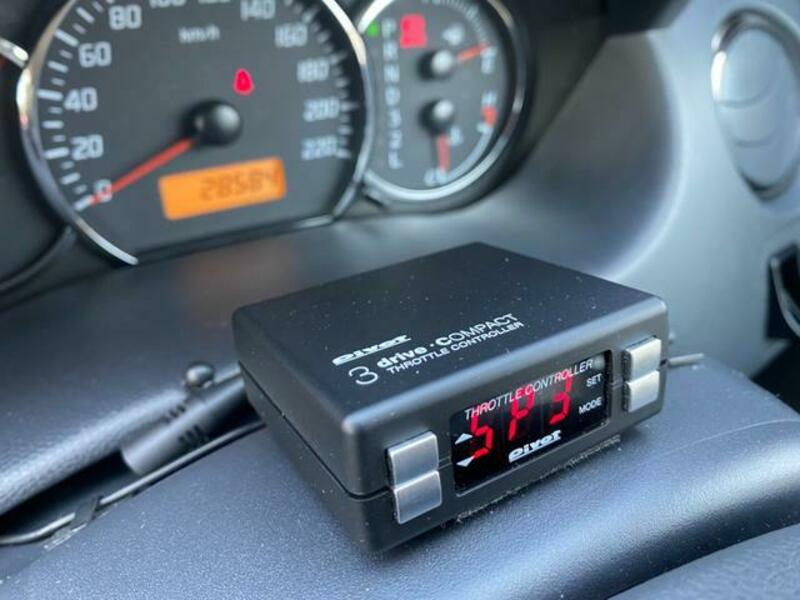 0
20
40
60
80
100
140
160
180
200
220
km/h
28584
P
R
N
D
3
2
L
H
C
E
pivot
3 drive · COMPACT
THROTTLE CONTROLLER
THROTTLE CONTROLLER
SP3
SET
MODE
pivot